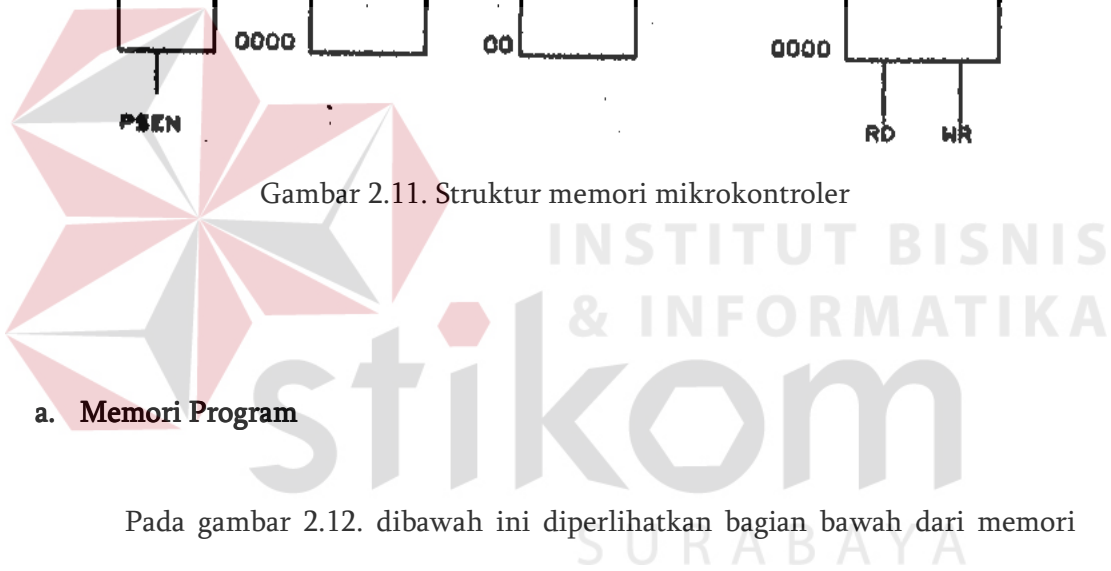 0000
00
0000
PSEN
RD
WR
Gambar 2.11. Struktur memori mikrokontroler
INSTITUT BISNIS
& INFORMATIKA
stikom
SURABAYA
a. Memori Program
Pada gambar 2.12. dibawah ini diperlihatkan bagian bawah dari memori